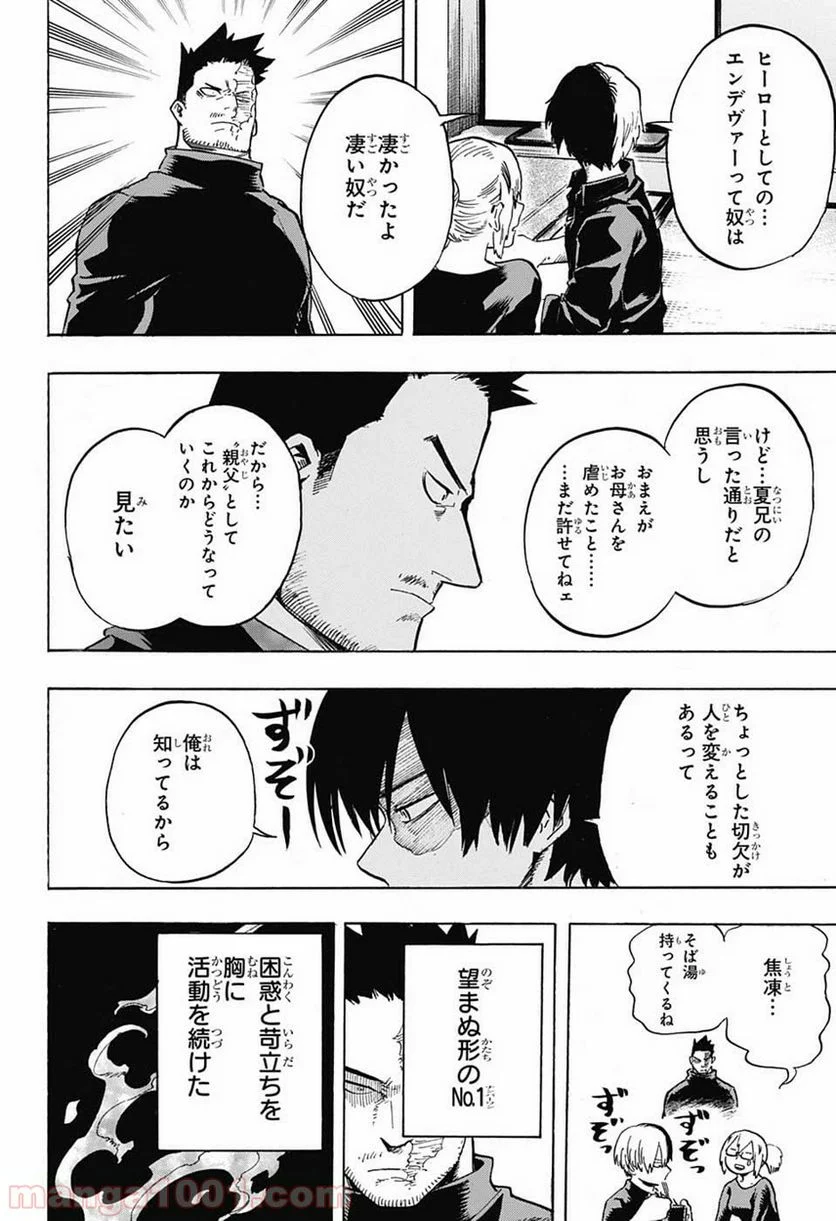 ヒーローとしての…
エンデヴァーって奴は
凄かったよ
凄い奴だ
けど…夏兄の
言った通りだと
思うし
おまえが
お母さんを
虐めたこと……
…まだ許せてねェ
だから…
〝親父〟として
これからどうなって
いくのか
見たい
ちょっとした切欠が
人を変えることも
あるって
ずぞー
俺は
知ってるから
焦凍…
そば湯
持ってくるね
ずぞっ
ずぞっ
望まぬ形の
No.1
困惑と苛立ちを
胸に
活動を続けた
manga1001.com